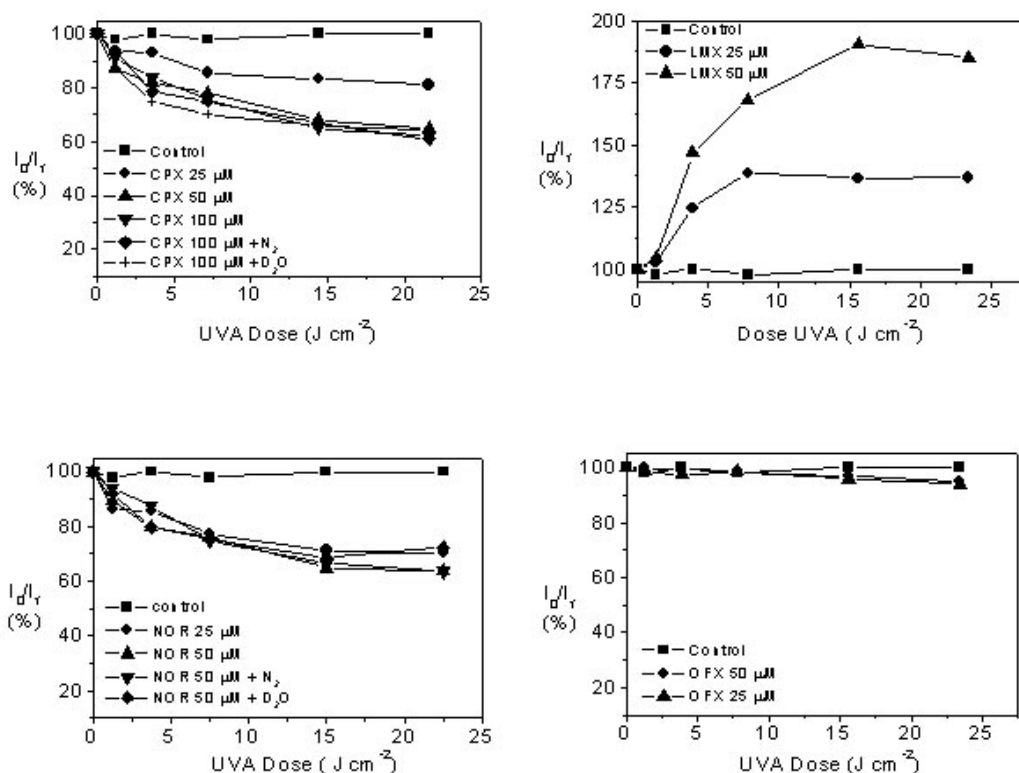 100
80
60
40
20
I₀/Iᵣ
(%)
Control
CPX 25 µM
CPX 50 µM
CPX 100 µM
CPX 100 µM + N₂
CPX 100 µM + D₂O
0 5 10 15 20 25
UVA Dose (J cm⁻²)
200
175
150
125
100
I₀/Iᵣ
(%)
Control
LMX 25 µM
LMX 50 µM
0 5 10 15 20 25
Dose UVA ( J cm⁻²)
100
80
60
40
20
I₀/Iᵣ
(%)
control
NOR 25 µM
NOR 50 µM
NOR 50 µM + N₂
NOR 50 µM + D₂O
0 5 10 15 20 25
UVA Dose ( J cm⁻²)
100
80
60
40
20
I₀/Iᵣ
(%)
Control
OFX 50 µM
OFX 25 µM
0 5 10 15 20 25
UVA Dose (J cm⁻²)